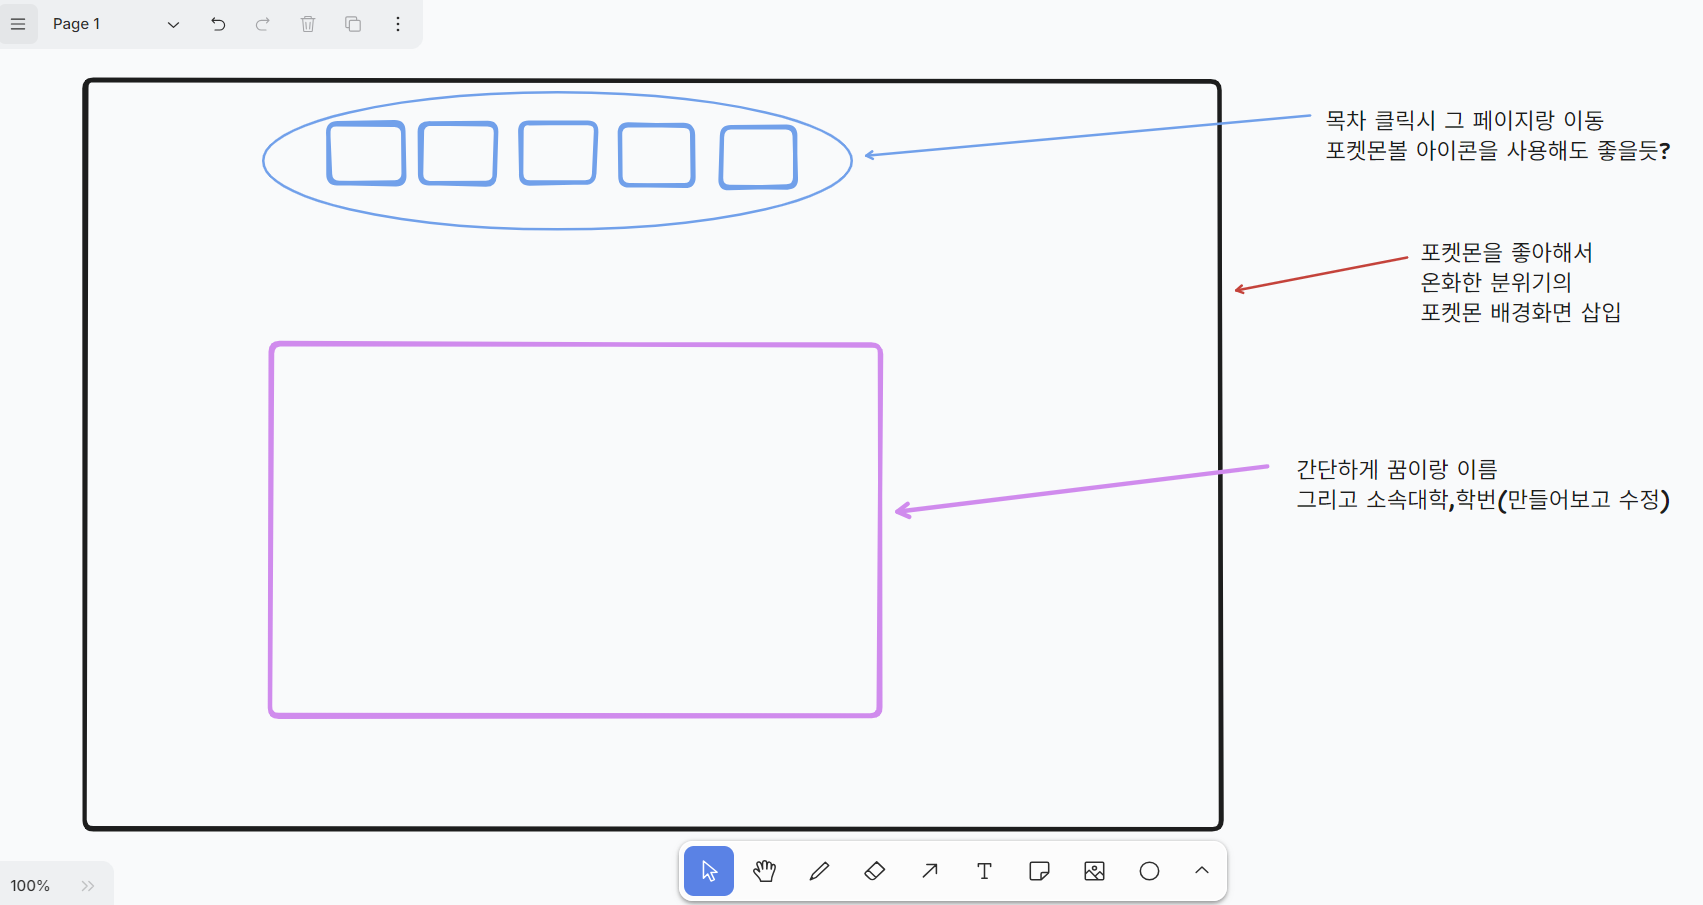 Page 1
목차 클릭시 그 페이지랑 이동
포켓몬볼 아이콘을 사용해도 좋을듯?
포켓몬을 좋아해서
온화한 분위기의
포켓몬 배경화면 삽입
간단하게 꿈이랑 이름
그리고 소속대학,학번(만들어보고 수정)
100%